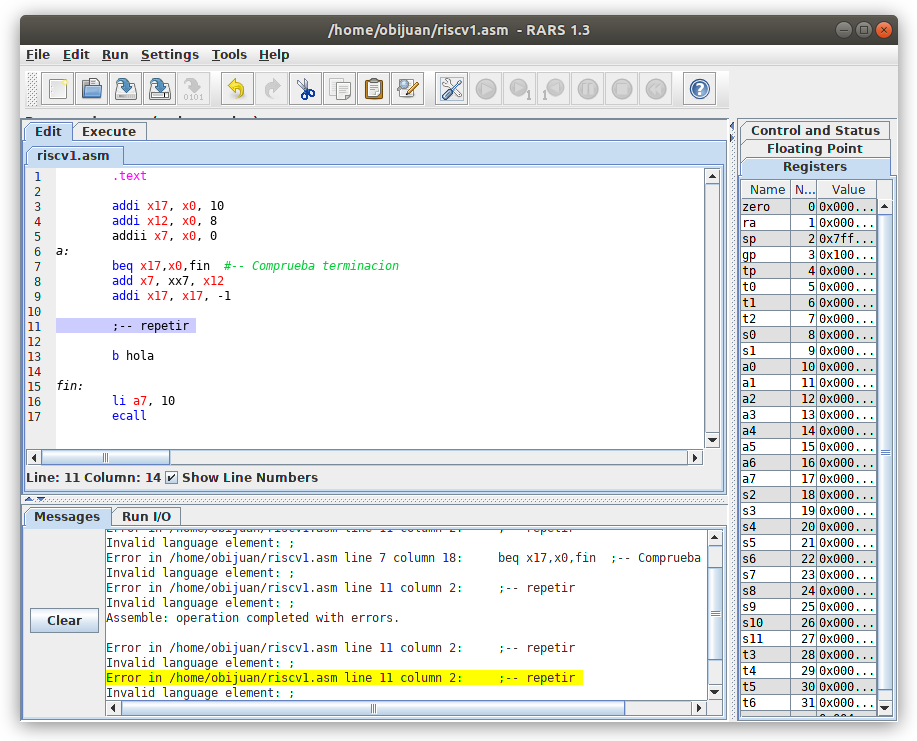 /home/obijuan/riscv1.asm - RARS 1.3
File Edit Run Settings Tools Help
Edit Execute
riscv1.asm
1 .text
2
3 addi x17, x0, 10
4 addi x12, x0, 8
5 addii x7, x0, 0
6 a:
7 beq x17,x0,fin #-- Comprueba terminacion
8 add x7, xx7, x12
9 addi x17, x17, -1
10
11 ;-- repetir
12
13 b hola
14
15 fin:
16 li a7, 10
17 ecall
Line: 11 Column: 14 Show Line Numbers
Messages Run I/O
Error in /home/obijuan/riscv1.asm line 11 column 2: ;-- repetir
Invalid language element: ;
Error in /home/obijuan/riscv1.asm line 7 column 18: beq x17,x0,fin ;-- Comprueba
Invalid language element: ;
Error in /home/obijuan/riscv1.asm line 11 column 2: ;-- repetir
Invalid language element: ;
Assemble: operation completed with errors.
Error in /home/obijuan/riscv1.asm line 11 column 2: ;-- repetir
Invalid language element: ;
Error in /home/obijuan/riscv1.asm line 11 column 2: ;-- repetir
Invalid language element: ;
Clear
Control and Status
Floating Point
Registers
Name N... Value
zero 0 0x000...
ra 1 0x000...
sp 2 0x7ff...
gp 3 0x100...
tp 4 0x000...
t0 5 0x000...
t1 6 0x000...
t2 7 0x000...
s0 8 0x000...
s1 9 0x000...
a0 10 0x000...
a1 11 0x000...
a2 12 0x000...
a3 13 0x000...
a4 14 0x000...
a5 15 0x000...
a6 16 0x000...
a7 17 0x000...
s2 18 0x000...
s3 19 0x000...
s4 20 0x000...
s5 21 0x000...
s6 22 0x000...
s7 23 0x000...
s8 24 0x000...
s9 25 0x000...
s10 26 0x000...
s11 27 0x000...
t3 28 0x000...
t4 29 0x000...
t5 30 0x000...
t6 31 0x000...